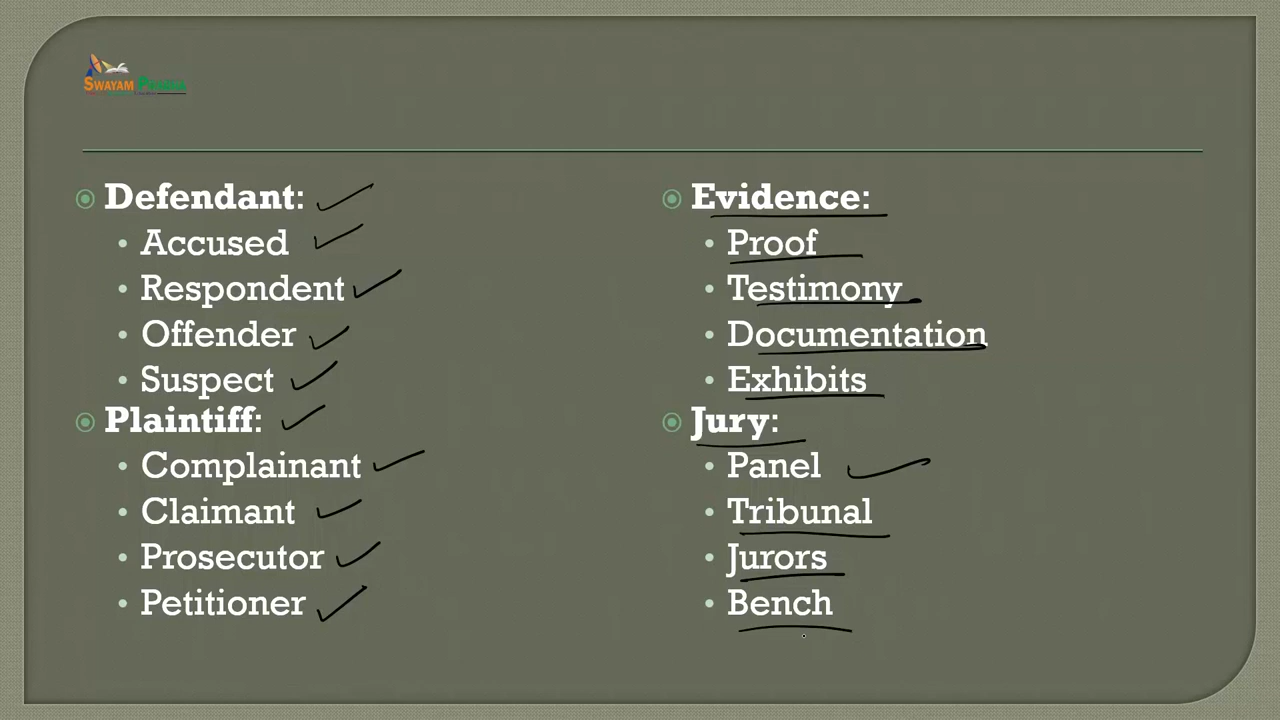 SWAYAM PRABHA
Defendant:
Accused
Respondent
Offender
Suspect
Plaintiff:
Complainant
Claimant
Prosecutor
Petitioner
Evidence:
Proof
Testimony
Documentation
Exhibits
Jury:
Panel
Tribunal
Jurors
Bench